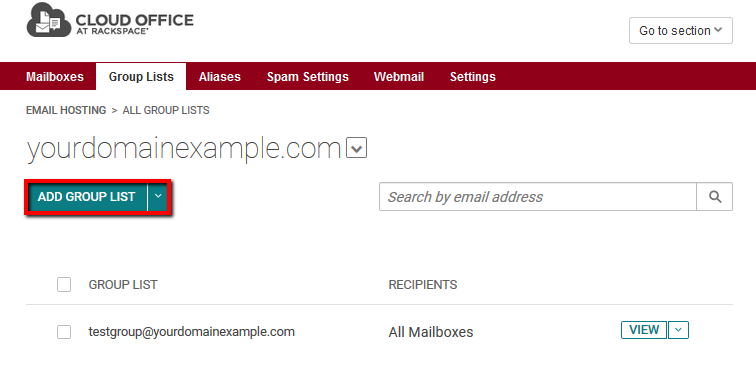 CLOUD OFFICE
AT RACKSPACE®
Go to section
Mailboxes Group Lists Aliases Spam Settings Webmail Settings
EMAIL HOSTING > ALL GROUP LISTS
yourdomainexample.com
ADD GROUP LIST
Search by email address
GROUP LIST RECIPIENTS
testgroup@yourdomainexample.com All Mailboxes VIEW